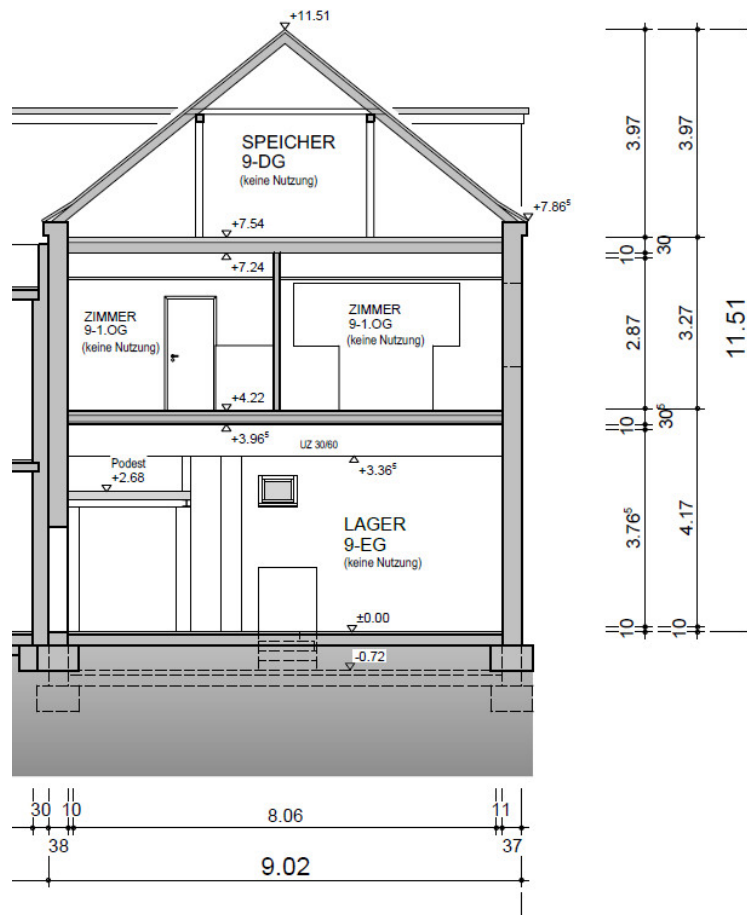 +11.51
SPEICHER
9-DG
(keine Nutzung)
+7.86⁵
+7.54
+7.24
ZIMMER
9-1.OG
(keine Nutzung)
ZIMMER
9-1.OG
(keine Nutzung)
+4.22
+3.96⁵
UZ 30/60
Podest
+2.68
+3.36⁵
LAGER
9-EG
(keine Nutzung)
±0.00
-0.72
30 10 8.06 11
38 37
9.02
3.97 3.97
10 30
2.87 3.27
11.51
10 30⁵
3.76⁵ 4.17
10 10